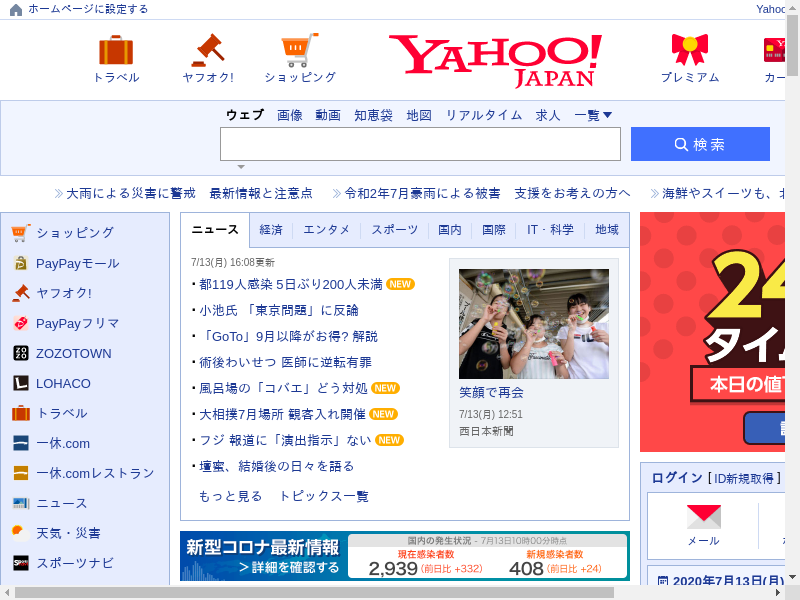 ホームページに設定する
Yahoo
トラベル
ヤフオク!
ショッピング
YAHOO!
JAPAN
プレミアム
カー
ウェブ 画像 動画 知恵袋 地図 リアルタイム 求人 一覧
検索
大雨による災害に警戒 最新情報と注意点
令和2年7月豪雨による被害 支援をお考えの方へ
海鮮やスイーツも、
ショッピング
PayPayモール
ヤフオク!
PayPayフリマ
ZOZOTOWN
LOHACO
トラベル
一休.com
一休.comレストラン
ニュース
天気・災害
スポーツナビ
ニュース 経済 エンタメ スポーツ 国内 国際 IT・科学 地域
7/13(月) 16:08更新
都119人感染 5日ぶり200人未満 NEW
小池氏 「東京問題」に反論
「GoTo」9月以降がお得? 解説
術後わいせつ 医師に逆転有罪
風呂場の「コバエ」どう対処 NEW
大相撲7月場所 観客入れ開催 NEW
フジ 報道に「演出指示」ない NEW
壇蜜、結婚後の日々を語る
もっと見る トピックス一覧
笑顔で再会
7/13(月) 12:51
西日本新聞
新型コロナ最新情報
＞詳細を確認する
国内の発生状況 - 7月13日10時00分時点
現在感染者数
2,939(前日比 +332)
新規感染者数
408(前日比 +24)
24
タイム
本日の値
ログイン [ID新規取得]
メール
2020年7月13日(月)